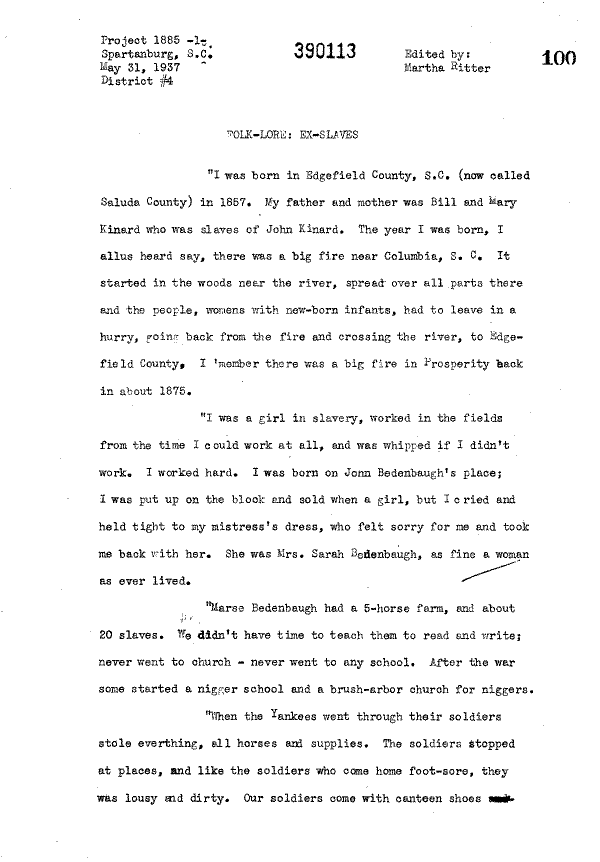 Project 1885 -1-
Spartanburg, S.C.
May 31, 1937
District #4
390113
Edited by:
Martha Ritter
100
FOLK-LORE: EX-SLAVES
"I was born in Edgefield County, S.C. (now called
Saluda County) in 1857. My father and mother was Bill and Mary
Kinard who was slaves of John Kinard. The year I was born, I
allus heard say, there was a big fire near Columbia, S. C. It
started in the woods near the river, spread over all parts there
and the people, womens with new-born infants, had to leave in a
hurry, going back from the fire and crossing the river, to Edge-
field County. I 'member there was a big fire in Prosperity back
in about 1875.
"I was a girl in slavery, worked in the fields
from the time I could work at all, and was whipped if I didn't
work. I worked hard. I was born on John Bedenbaugh's place;
I was put up on the block and sold when a girl, but I cried and
held tight to my mistress's dress, who felt sorry for me and took
me back with her. She was Mrs. Sarah Bedenbaugh, as fine a woman
as ever lived.
"Marse Bedenbaugh had a 5-horse farm, and about
20 slaves. We didn't have time to teach them to read and write;
never went to church - never went to any school. After the war
some started a nigger school and a brush-arbor church for niggers.
"When the Yankees went through their soldiers
stole everthing, all horses and supplies. The soldiers stopped
at places, and like the soldiers who come home foot-sore, they
was lousy and dirty. Our soldiers come with canteen shoes